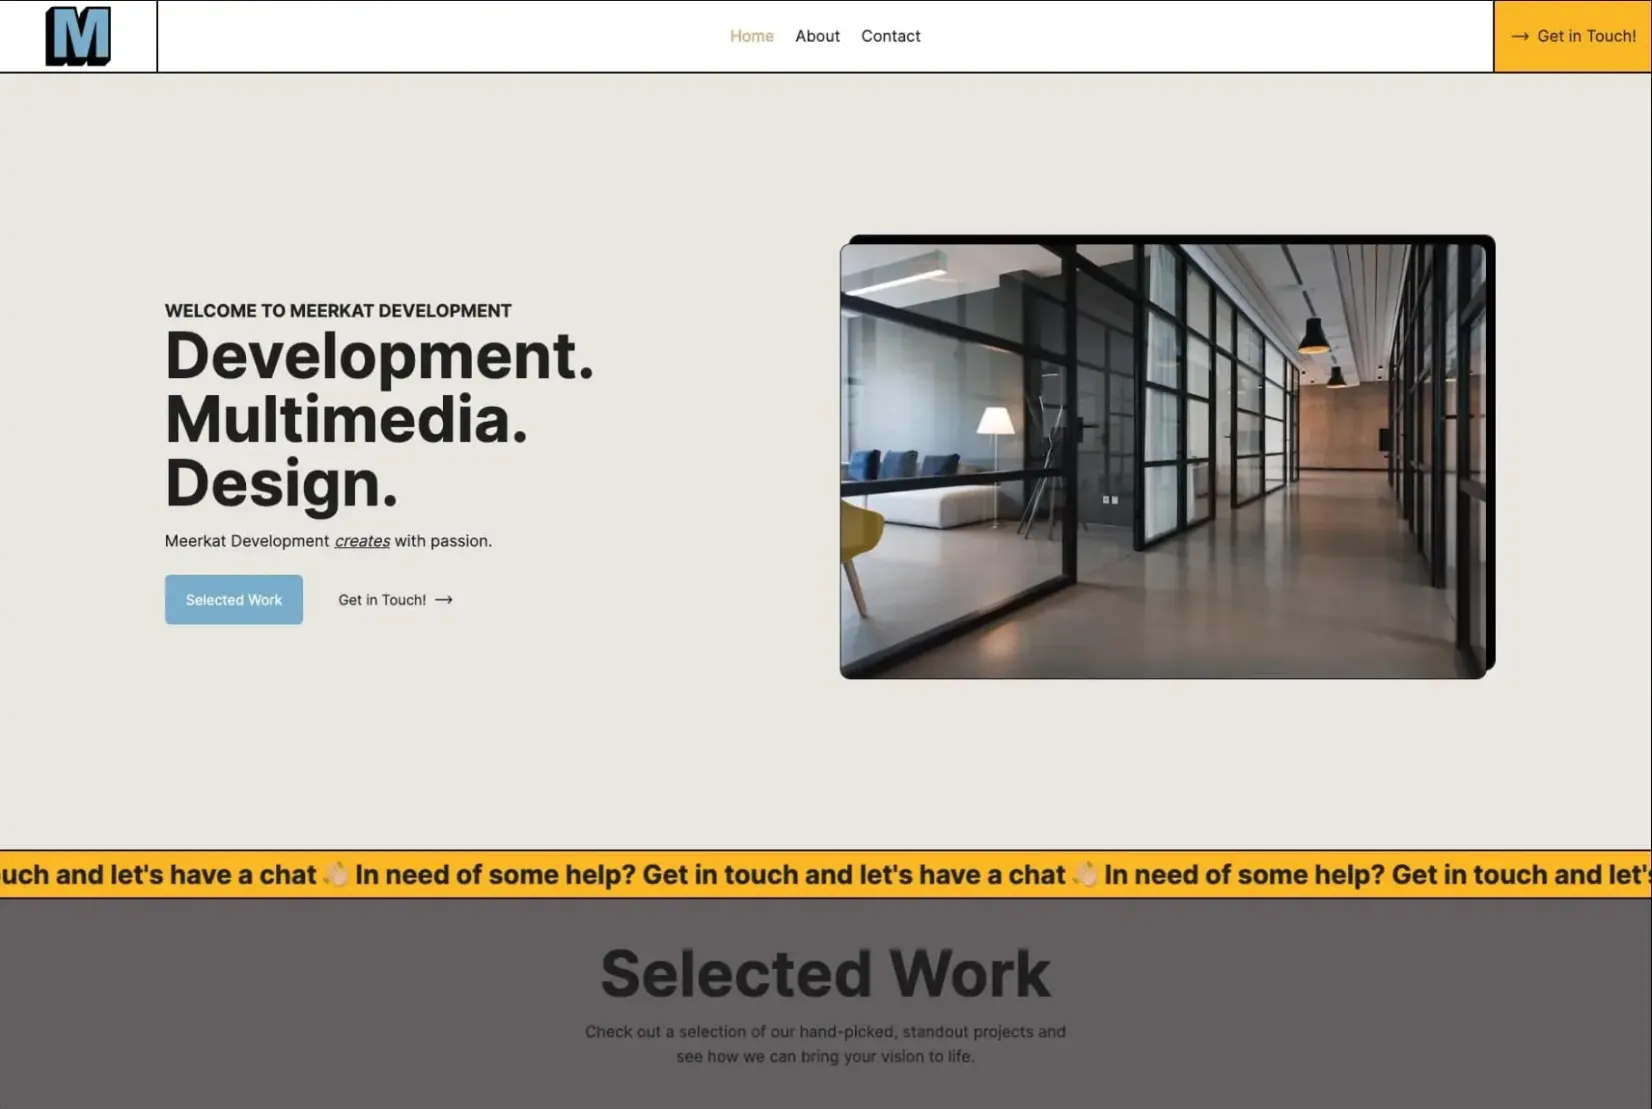 M
Home About Contact
→ Get in Touch!
WELCOME TO MEERKAT DEVELOPMENT
Development.
Multimedia.
Design.
Meerkat Development creates with passion.
Selected Work Get in Touch! →
uch and let's have a chat 👋🏼 In need of some help? Get in touch and let's have a chat 👋🏼 In need of some help? Get in touch and let's
Selected Work
Check out a selection of our hand-picked, standout projects and
see how we can bring your vision to life.